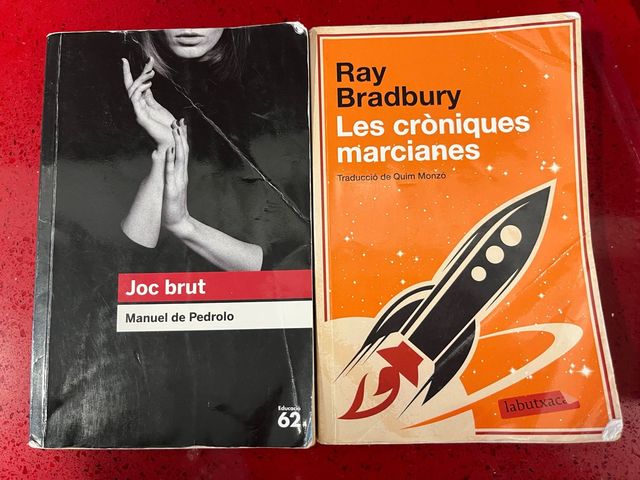 Joc brut
Manuel de Pedrolo
Educació
62
Ray
Bradbury
Les cròniques
marcianes
Traducció de Quim Monzó
labutxaca